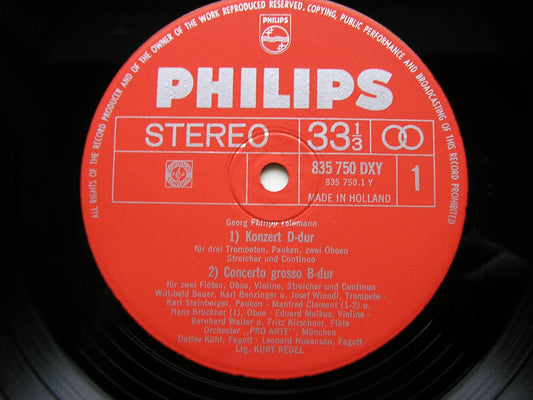 ALL RIGHTS OF THE RECORD PRODUCER AND OF THE OWNER OF THE WORK REPRODUCED RESERVED. COPYING, PUBLIC PERFORMANCE AND BROADCASTING OF THIS RECORD PROHIBITED
PHILIPS
PHILIPS
STEREO 33 1/3
835 750 DXY
835 750.1 Y
1
MADE IN HOLLAND
Georg Philipp Telemann
1) Konzert D-dur
für drei Trompeten, Pauken, zwei Oboen
Streicher und Continuo
2) Concerto grosso B-dur
für zwei Flöten, Oboe, Violine, Streicher und Continuo
Willibald Bauer, Karl Benzinger u. Josef Wiendl, Trompete -
Karl Steinberger, Pauken - Manfred Clement (1-2) u.
Hans Brückner (1), Oboe - Eduard Melkus, Violine -
Bernhard Walter u. Fritz Kirschner, Flöte
Orchester ,,PRO ARTE'', München
Detlev Kühl, Fagott - Leonard Hokanson, Fagott
Ltg. KURT REDEL